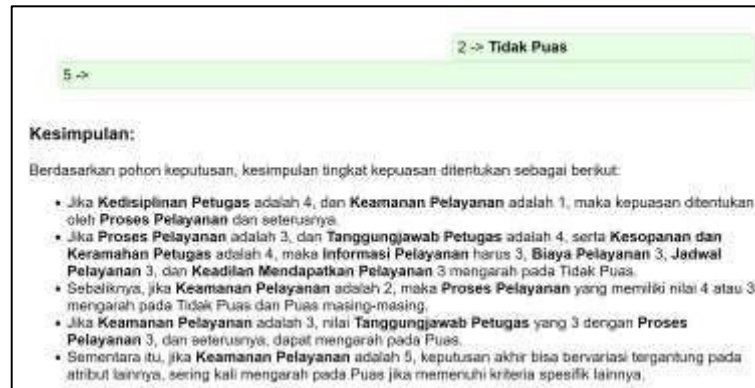 2 -> Tidak Puas
5 ->
Kesimpulan:
Berdasarkan pohon keputusan, kesimpulan tingkat kepuasan ditentukan sebagai berikut:
• Jika Kedisiplinan Petugas adalah 4, dan Keamanan Pelayanan adalah 1, maka kepuasan ditentukan
oleh Proses Pelayanan dan seterusnya.
• Jika Proses Pelayanan adalah 3, dan Tanggungjawab Petugas adalah 4, serta Kesopanan dan
Keramahan Petugas adalah 4, maka Informasi Pelayanan harus 3, Biaya Pelayanan 3, Jadwal
Pelayanan 3, dan Keadilan Mendapatkan Pelayanan 3 mengarah pada Tidak Puas.
• Sebaliknya, jika Keamanan Pelayanan adalah 2, maka Proses Pelayanan yang memiliki nilai 4 atau 3
mengarah pada Tidak Puas dan Puas masing-masing.
• Jika Keamanan Pelayanan adalah 3, nilai Tanggungjawab Petugas yang 3 dengan Proses
Pelayanan 3, dan seterusnya, dapat mengarah pada Puas.
• Sementara itu, jika Keamanan Pelayanan adalah 5, keputusan akhir bisa bervariasi tergantung pada
atribut lainnya, sering kali mengarah pada Puas jika memenuhi kriteria spesifik lainnya.